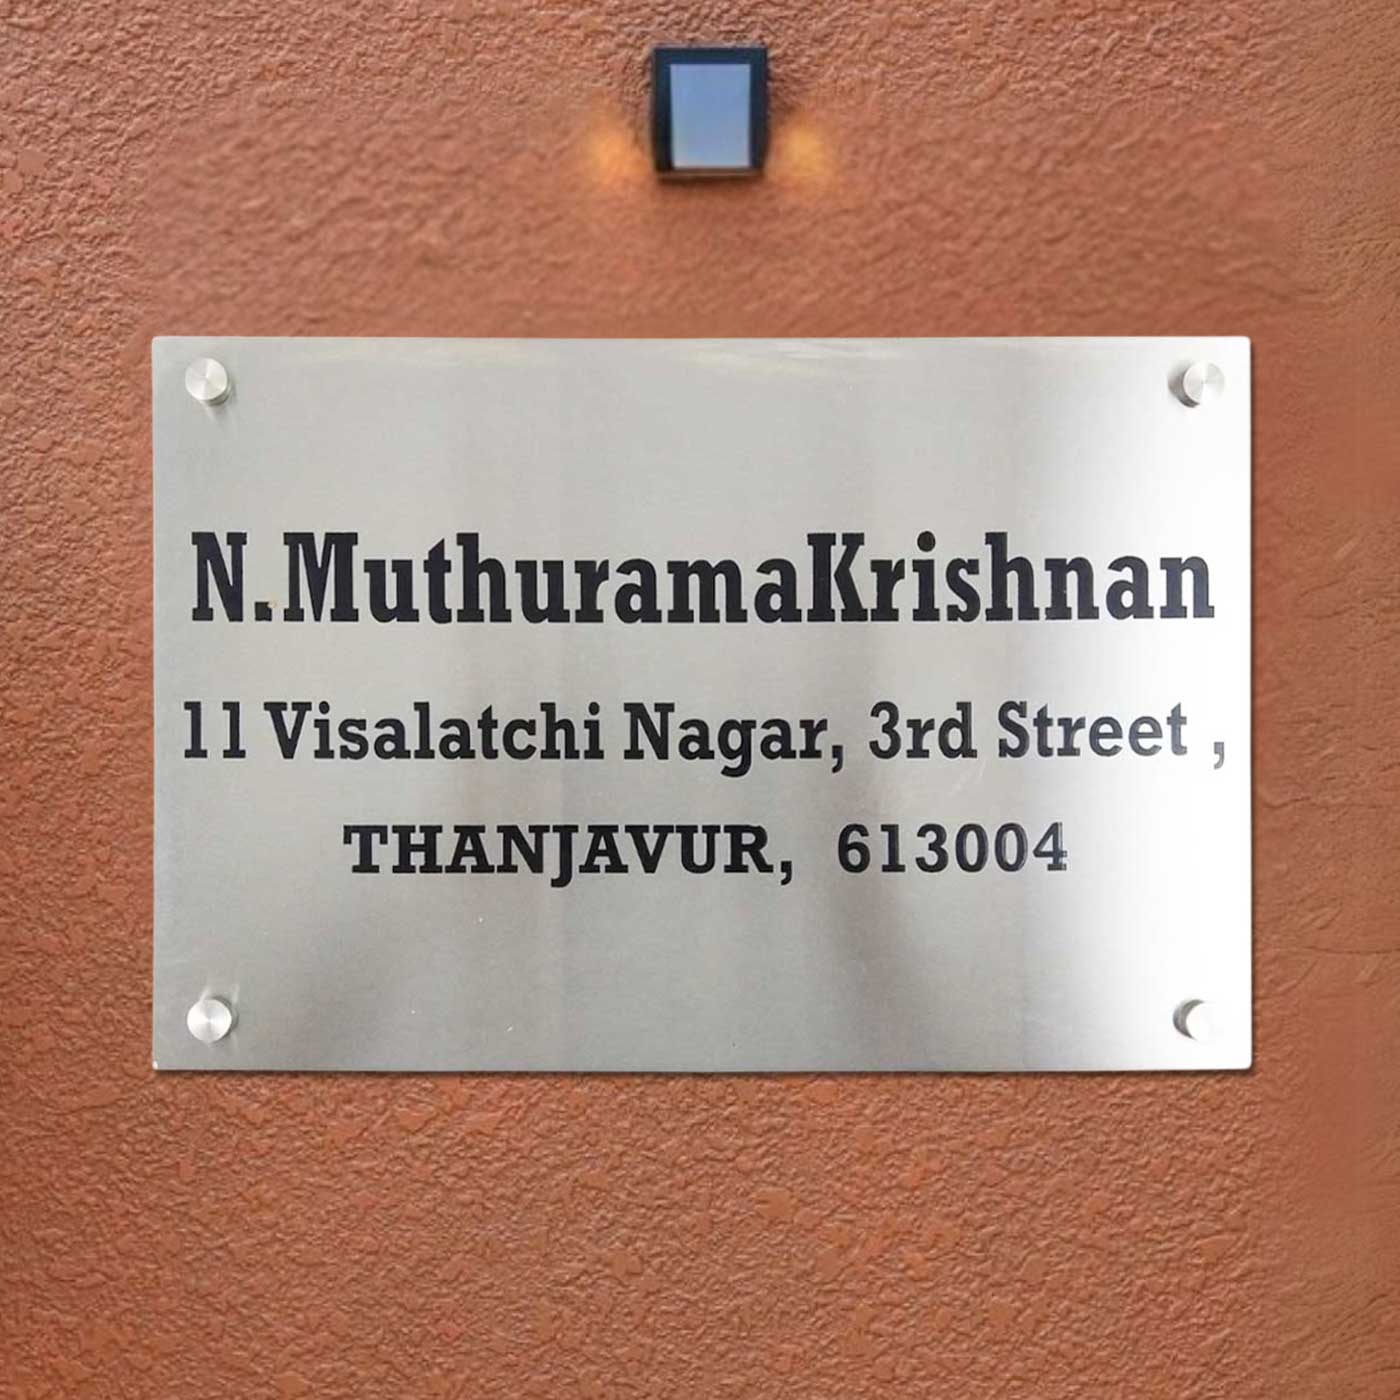 N.MuthuramaKrishnan
11 Visalatchi Nagar, 3rd Street ,
THANJAVUR, 613004